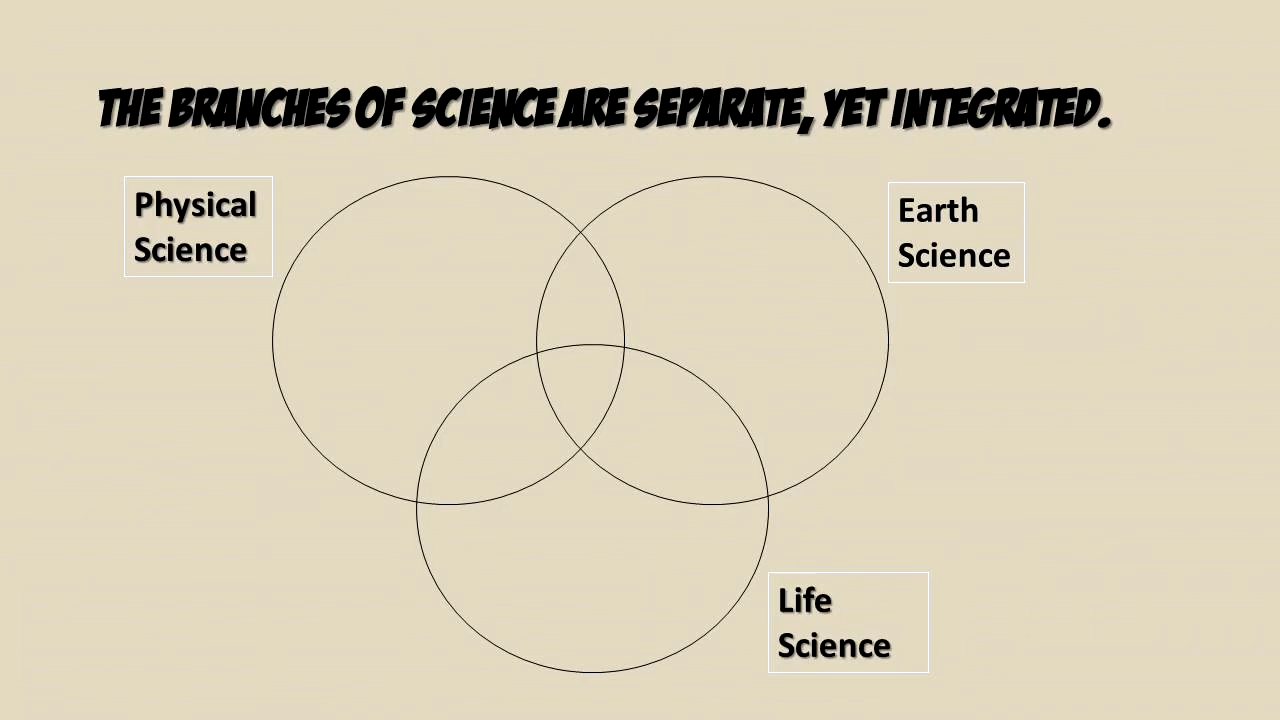 THE BRANCHES OF SCIENCE ARE SEPARATE, YET INTEGRATED.
Physical
Science
Earth
Science
Life
Science